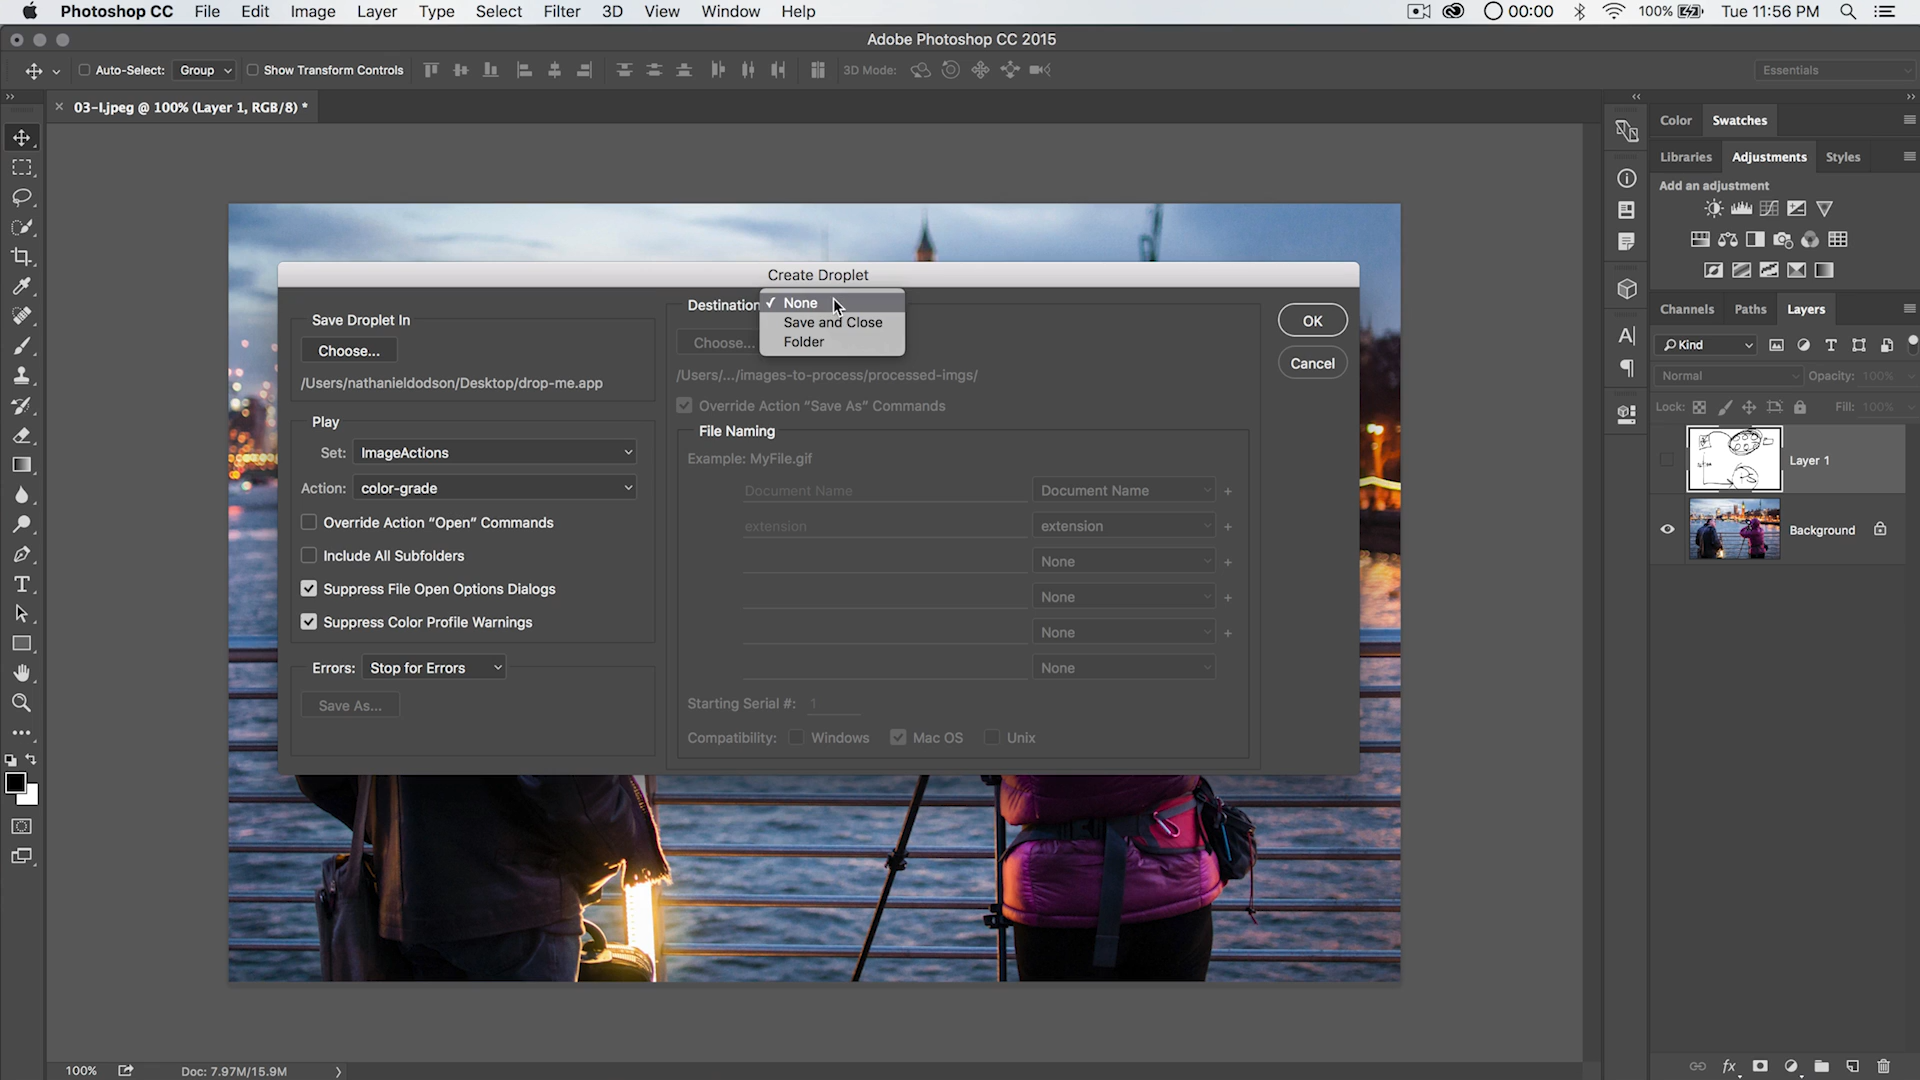 Photoshop CC File Edit Image Layer Type Select Filter 3D View Window Help 00:00 100% Tue 11:56 PM
Adobe Photoshop CC 2015
Auto-Select: Group Show Transform Controls 3D Mode: Essentials
03-l.jpeg @ 100% (Layer 1, RGB/8) *
Color Swatches
Libraries Adjustments Styles
Add an adjustment
Channels Paths Layers
Kind
Normal Opacity: 100%
Lock: Fill: 100%
Layer 1
Background
Create Droplet
Save Droplet In
Choose...
/Users/nathanieldodson/Desktop/drop-me.app
Play
Set: ImageActions
Action: color-grade
Override Action “Open” Commands
Include All Subfolders
Suppress File Open Options Dialogs
Suppress Color Profile Warnings
Errors: Stop for Errors
Save As...
Destination
✓ None
Save and Close
Folder
Choose...
/Users/.../images-to-process/processed-imgs/
Override Action “Save As” Commands
File Naming
Example: MyFile.gif
Document Name Document Name +
extension extension +
None +
None +
None +
None
Starting Serial #: 1
Compatibility: Windows Mac OS Unix
OK
Cancel
100% Doc: 7.97M/15.9M